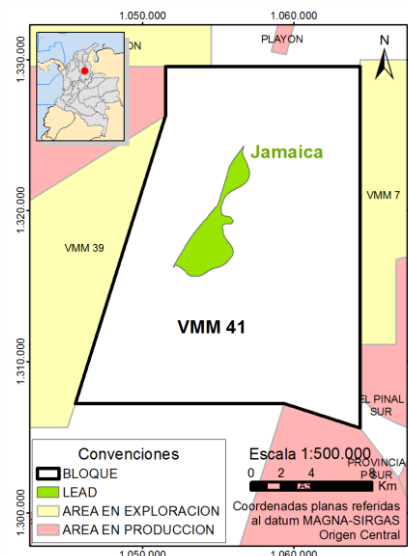 1.050.000
1.060.000
ON
PLAYON
N
1.330.000
Jamaica
1.320.000
VMM 7
VMM 39
VMM 41
1.310.000
EL PINAL
SUR
Convenciones
BLOQUE
LEAD
AREA EN EXPLORACION
AREA EN PRODUCCION
Escala 1:500.000
PROVINCIA
P SUR
0 2 4 8
Km
Coordenadas planas referidas
al datum MAGNA-SIRGAS
Origen Central
1.300.000
1.050.000
1.060.000